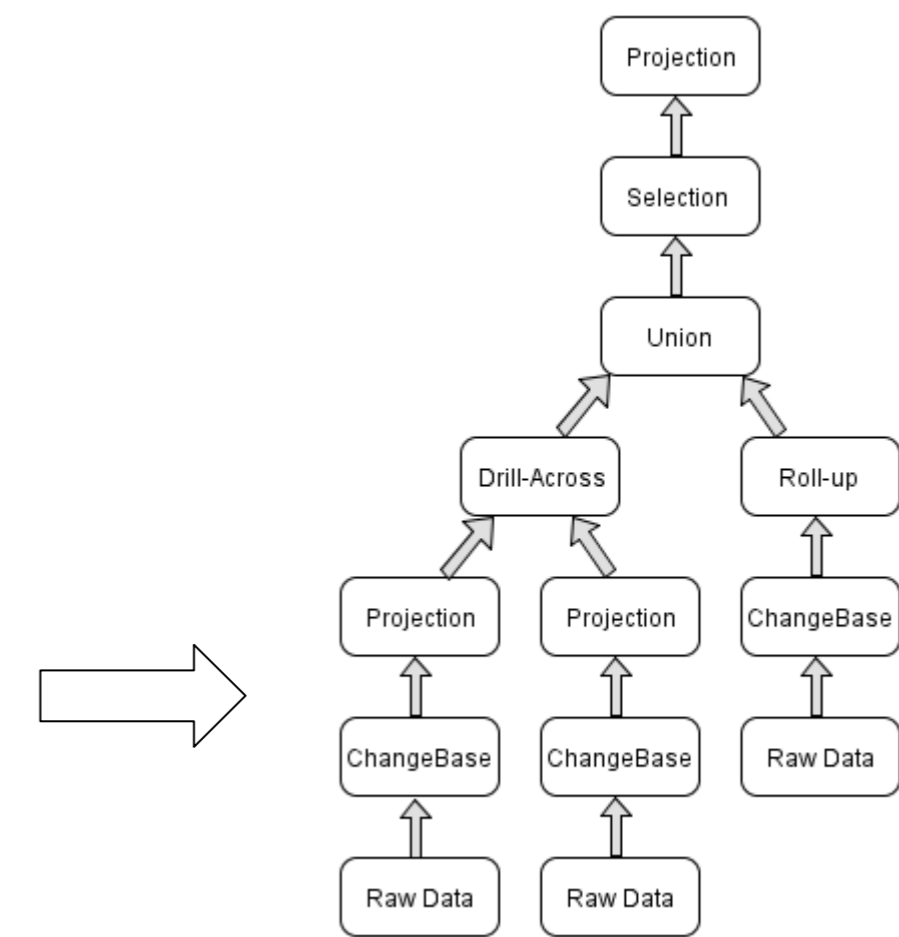 Projection
Selection
Union
Drill-Across
Roll-up
Projection
Projection
ChangeBase
ChangeBase
ChangeBase
Raw Data
Raw Data
Raw Data